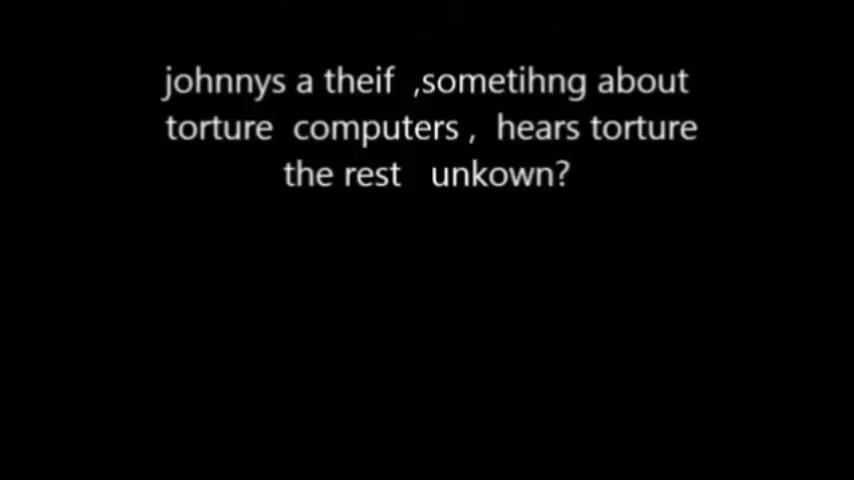 johnnys a theif  ,sometihng about
torture  computers ,  hears torture
the rest   unkown?